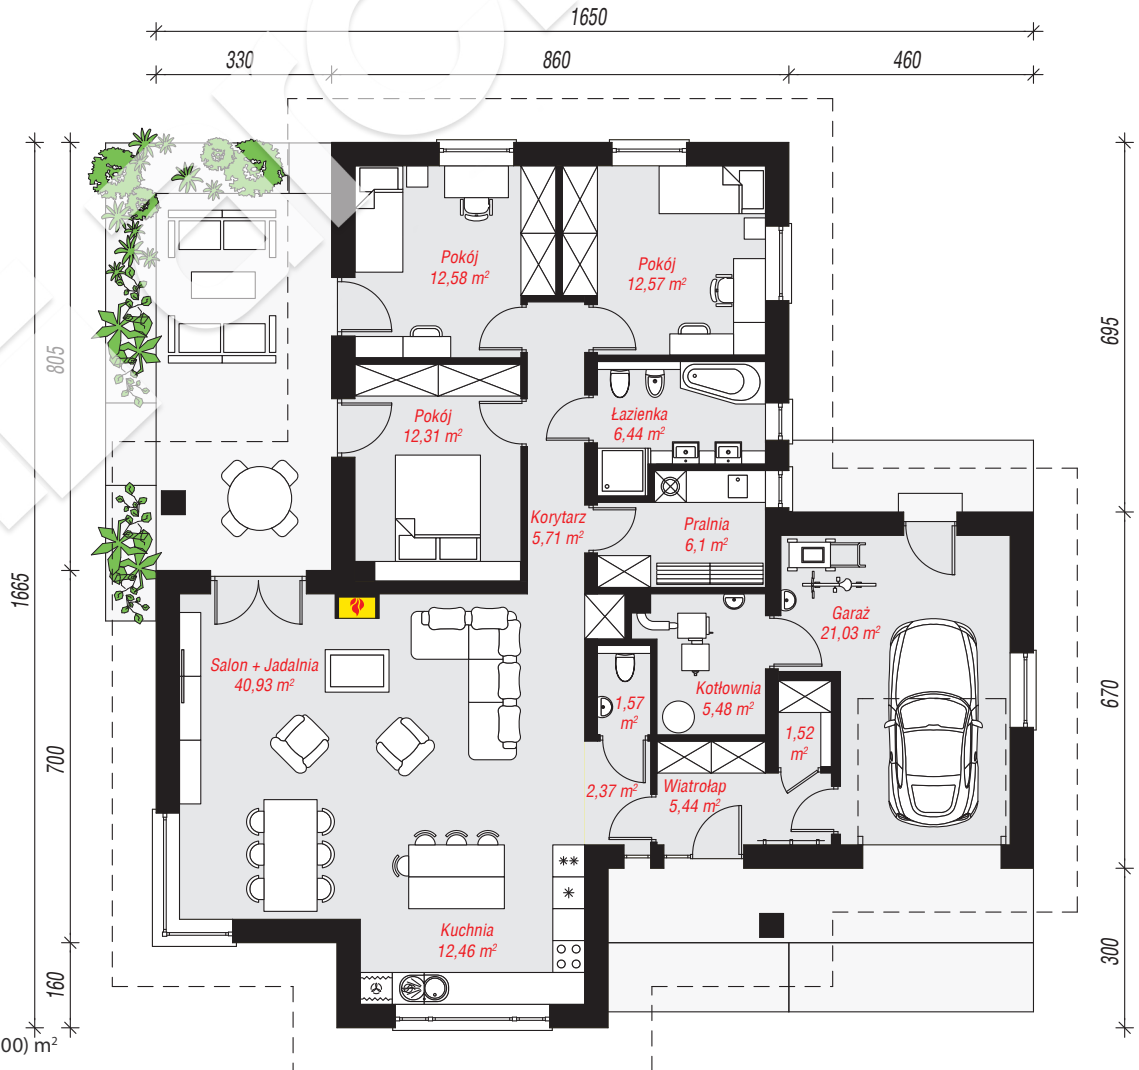 1650
330
860
460
Pokój
12,58 m²
Pokój
12,57 m²
805
695
Pokój
12,31 m²
Łazienka
6,44 m²
Korytarz
5,71 m²
Pralnia
6,1 m²
1665
Garaż
21,03 m²
Salon + Jadalnia
40,93 m²
Kotłownia
5,48 m²
670
1,57
m²
1,52
m²
700
2,37 m²
Wiatrołap
5,44 m²
Kuchnia
12,46 m²
300
160
00) m²